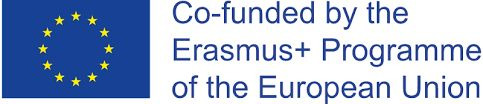 Co-funded by the
Erasmus+ Programme
of the European Union